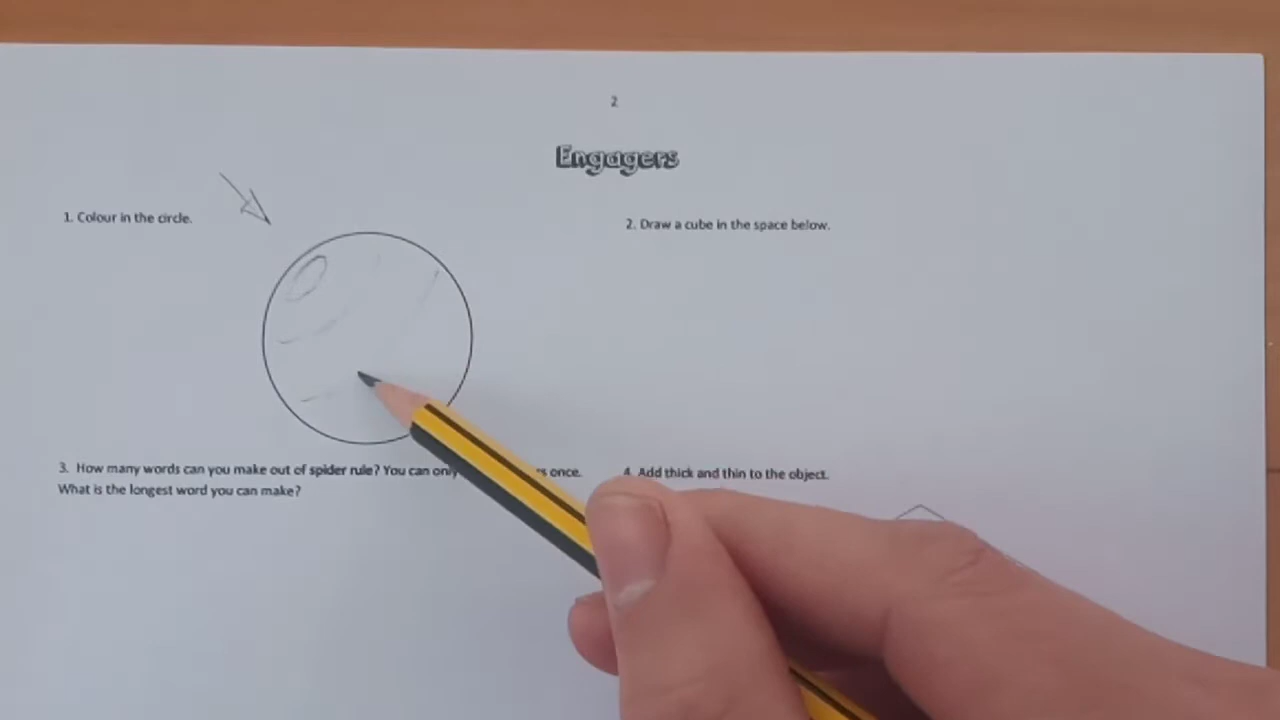 2
Engagers
1. Colour in the circle.
2. Draw a cube in the space below.
3. How many words can you make out of spider rule? You can only once.
What is the longest word you can make?
4. Add thick and thin to the object.